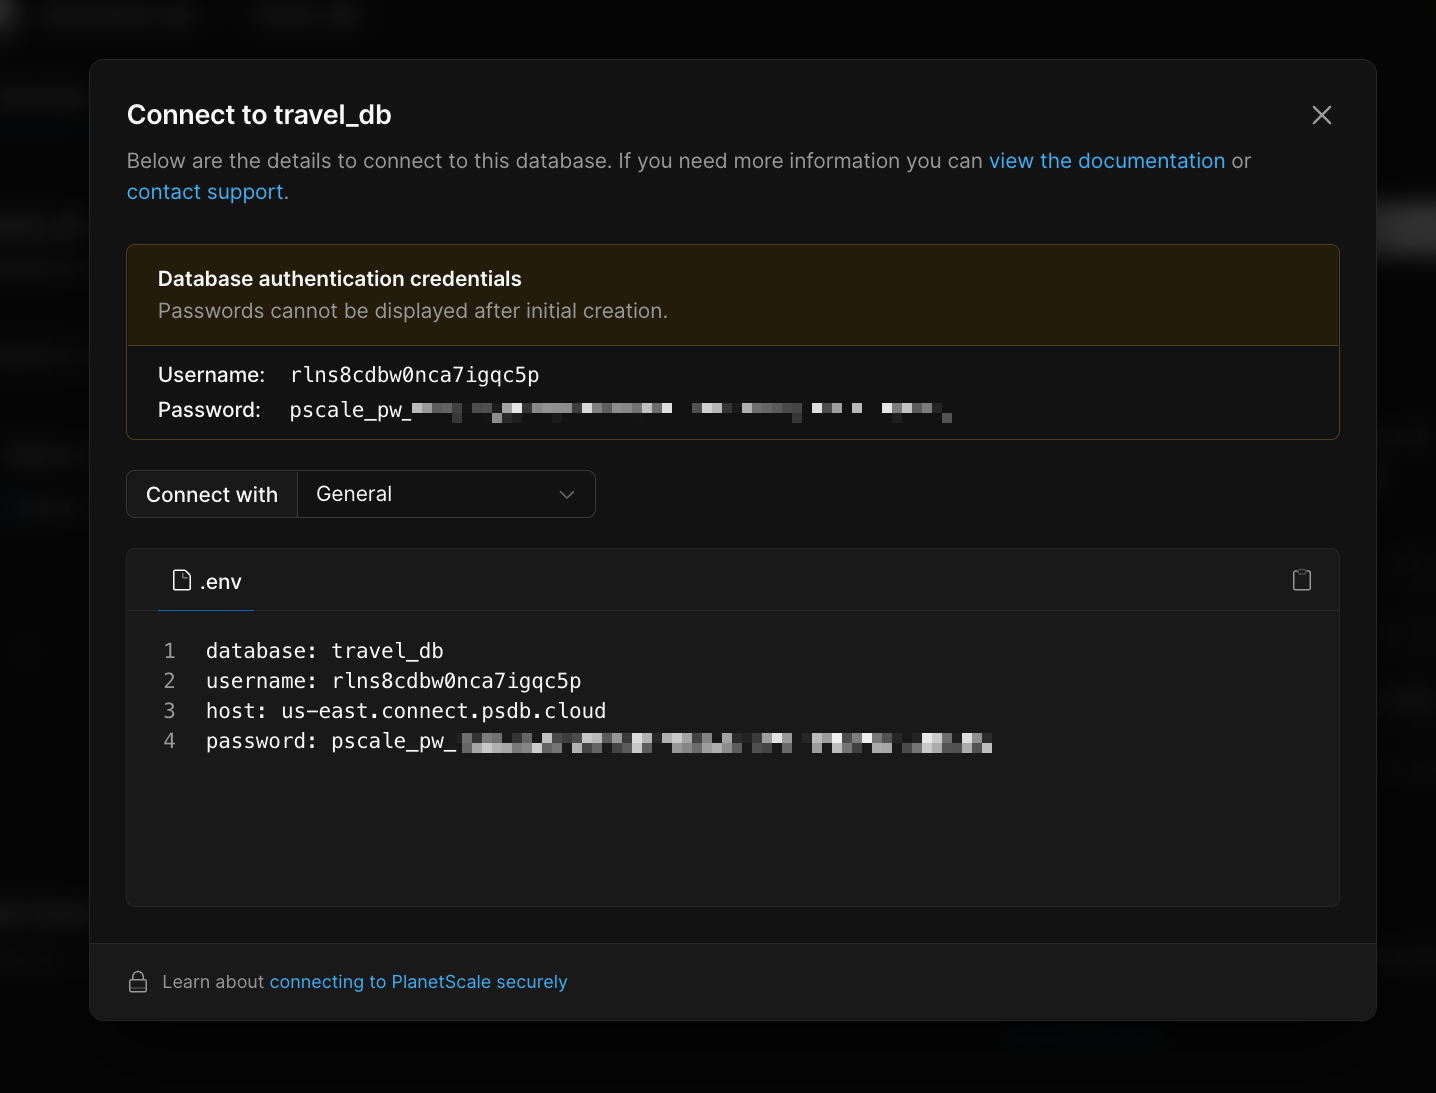 Connect to travel_db
Below are the details to connect to this database. If you need more information you can view the documentation or
contact support.
Database authentication credentials
Passwords cannot be displayed after initial creation.
Username: rlns8cdbw0nca7igqc5p
Password: pscale_pw_
Connect with General
.env
1 database: travel_db
2 username: rlns8cdbw0nca7igqc5p
3 host: us-east.connect.psdb.cloud
4 password: pscale_pw_
Learn about connecting to PlanetScale securely